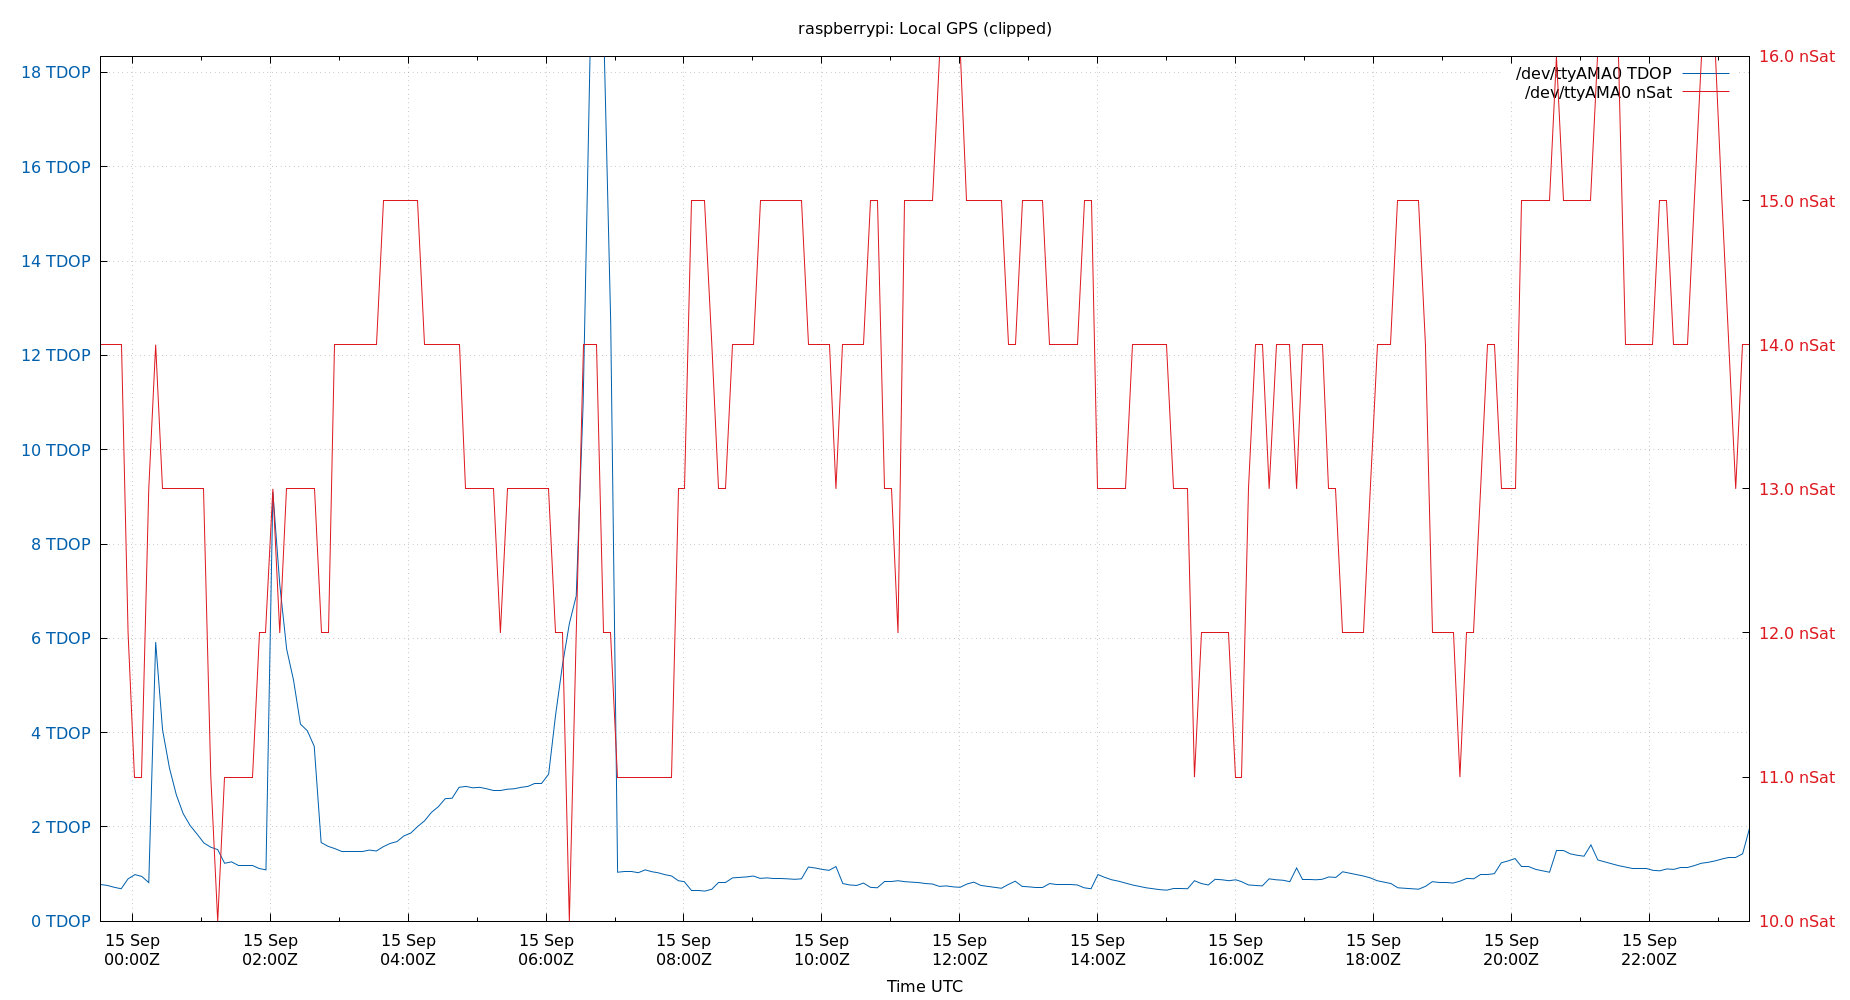 raspberrypi: Local GPS (clipped)
18 TDOP
16 TDOP
14 TDOP
12 TDOP
10 TDOP
8 TDOP
6 TDOP
4 TDOP
2 TDOP
0 TDOP
16.0 nSat
15.0 nSat
14.0 nSat
13.0 nSat
12.0 nSat
11.0 nSat
10.0 nSat
/dev/ttyAMA0 TDOP
/dev/ttyAMA0 nSat
15 Sep
00:00Z
15 Sep
02:00Z
15 Sep
04:00Z
15 Sep
06:00Z
15 Sep
08:00Z
15 Sep
10:00Z
15 Sep
12:00Z
15 Sep
14:00Z
15 Sep
16:00Z
15 Sep
18:00Z
15 Sep
20:00Z
15 Sep
22:00Z
Time UTC